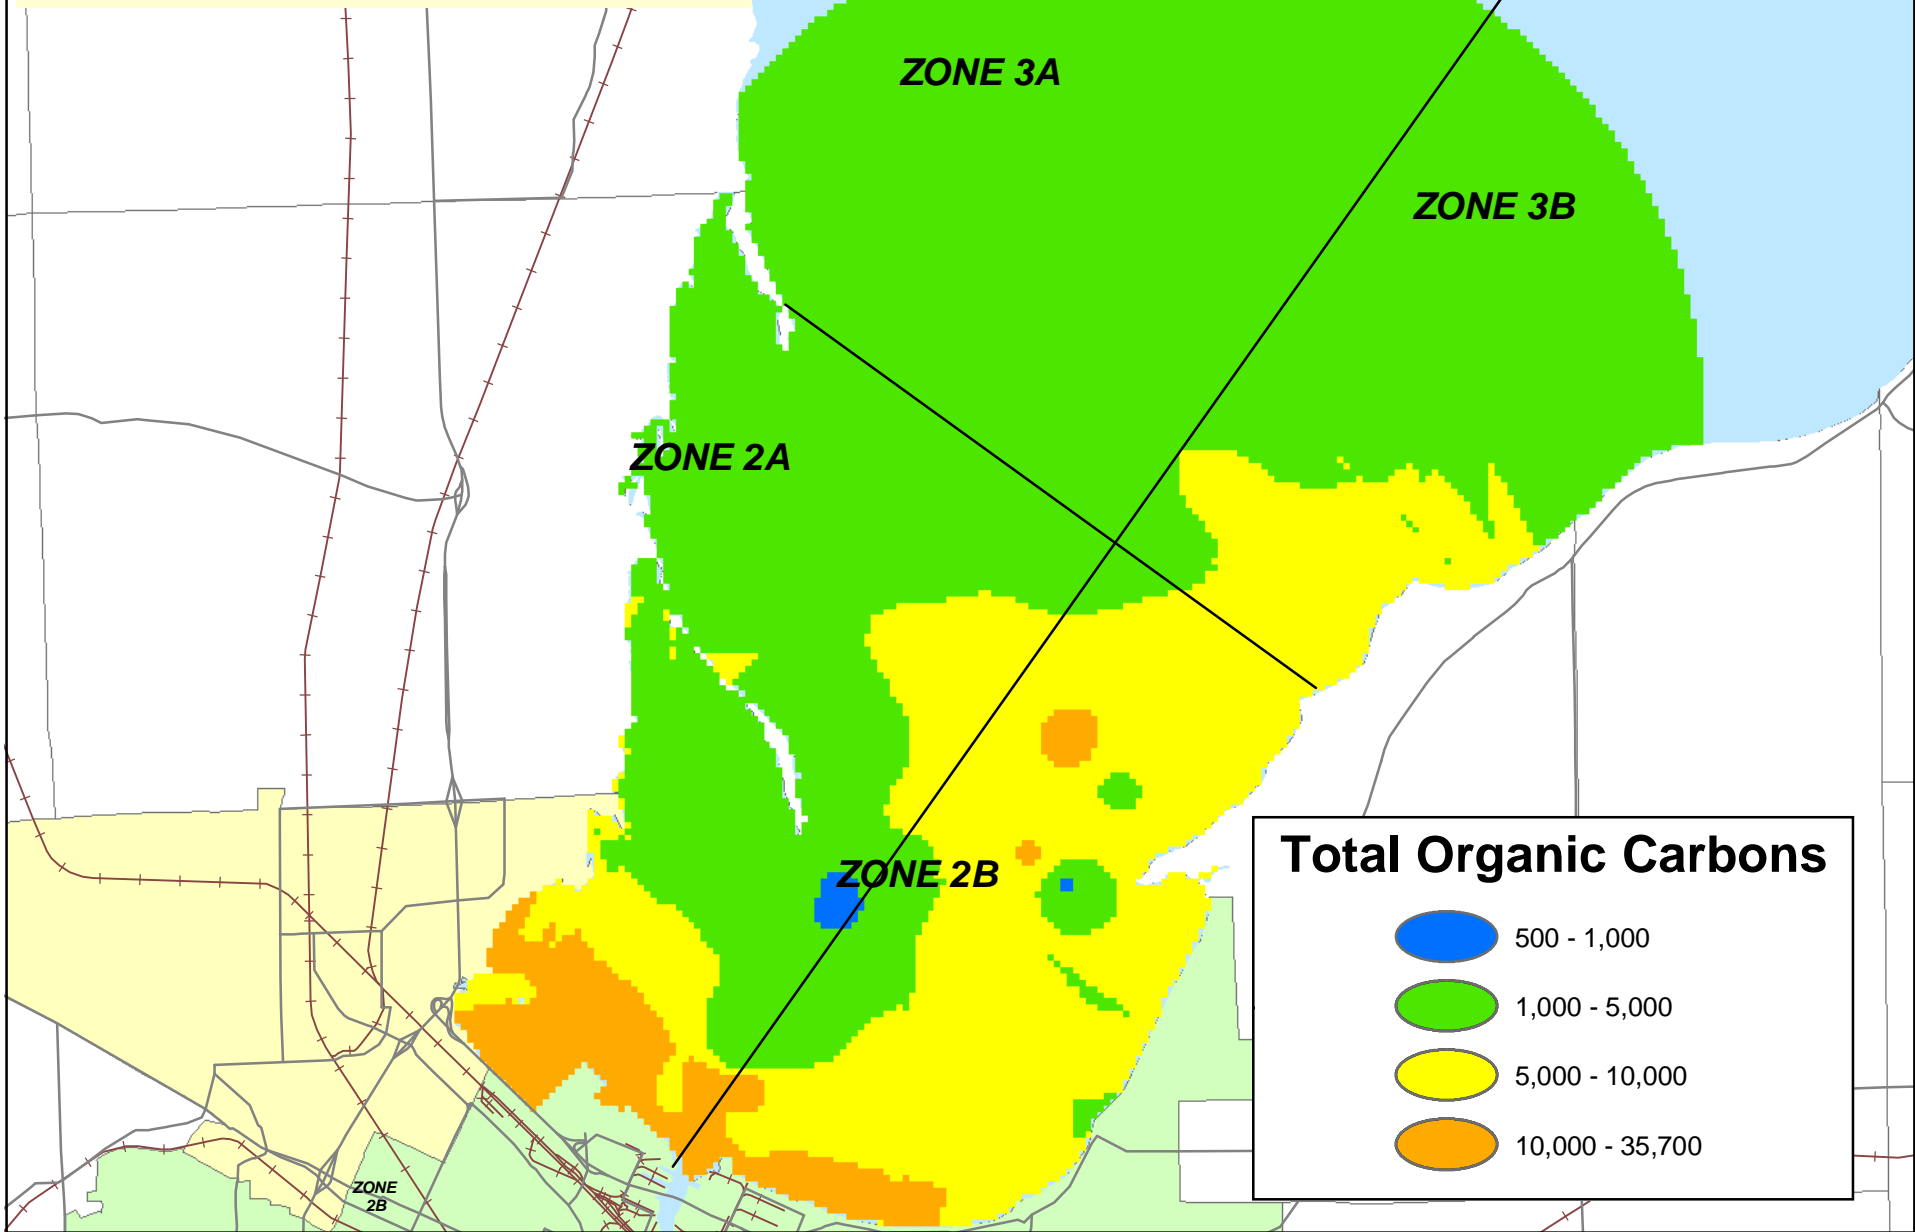 ZONE 3A
ZONE 3B
ZONE 2A
ZONE 2B
Total Organic Carbons
500 - 1,000
1,000 - 5,000
5,000 - 10,000
10,000 - 35,700
ZONE
2B